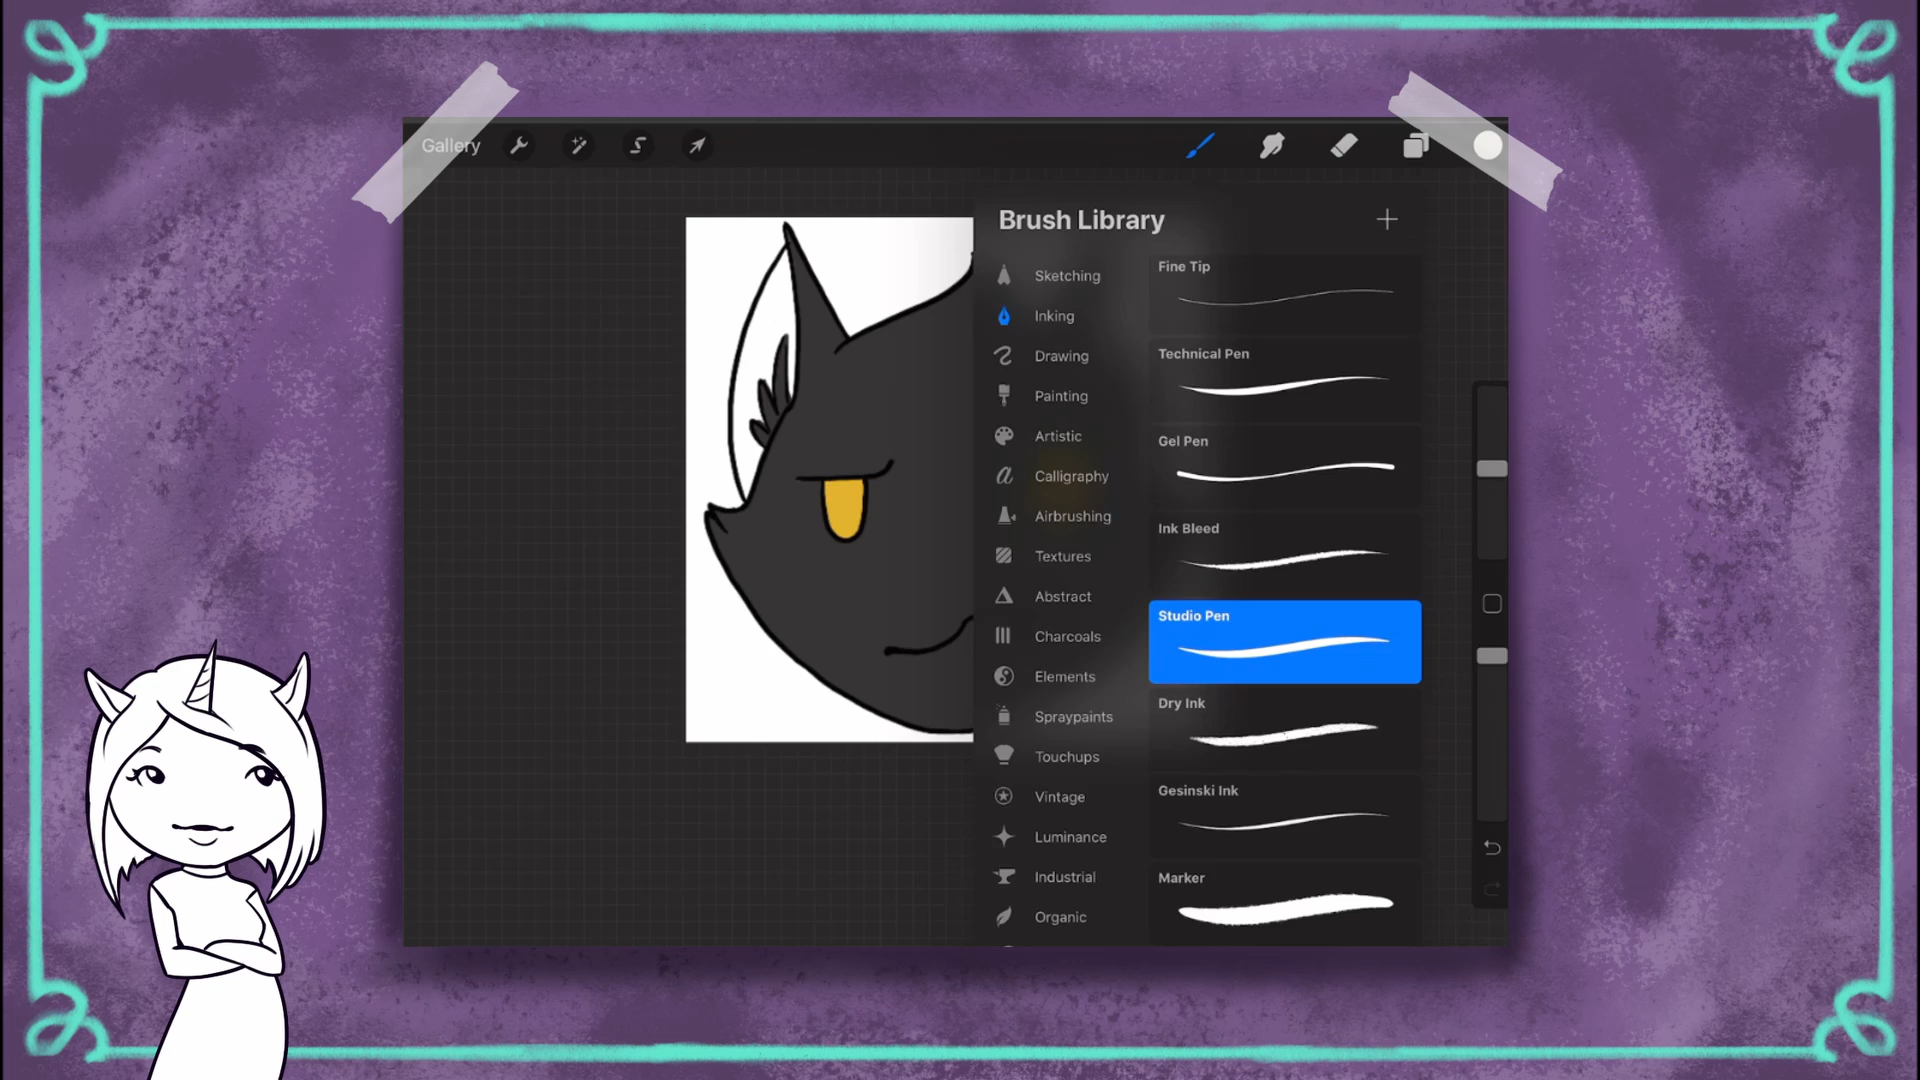 Gallery
Brush Library
Sketching
Inking
Drawing
Painting
Artistic
Calligraphy
Airbrushing
Textures
Abstract
Charcoals
Elements
Spraypaints
Touchups
Vintage
Luminance
Industrial
Organic
Fine Tip
Technical Pen
Gel Pen
Ink Bleed
Studio Pen
Dry Ink
Gesinski Ink
Marker